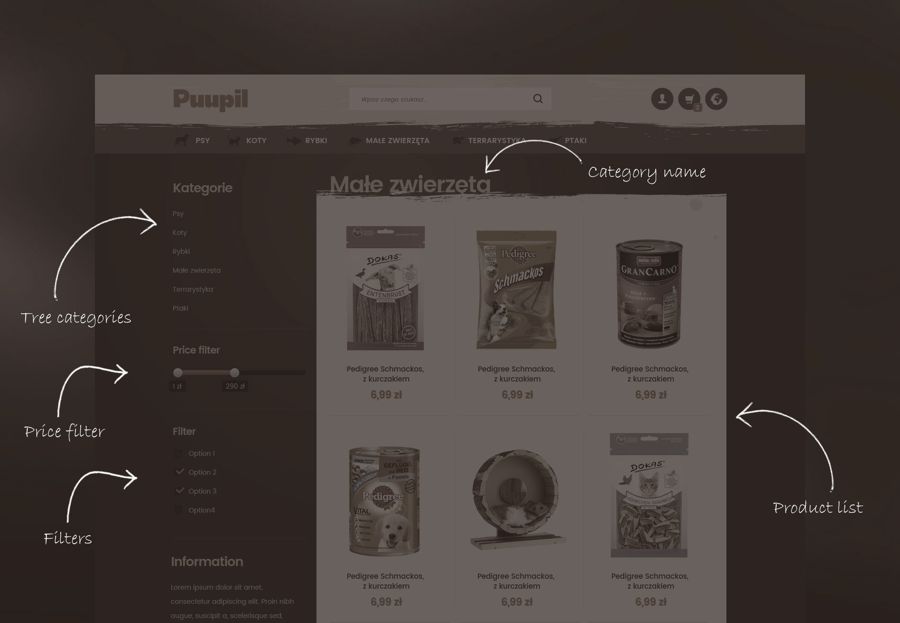 Puupil
Wpisz czego szukasz...
PSY
KOTY
RYBKI
MAŁE ZWIERZĘTA
TERRARYSTYKA
PTAKI
Category name
Małe zwierzęta
Kategorie
Psy
Koty
Rybki
Małe zwierzęta
Terrarystyka
Ptaki
Tree categories
Price filter
1 zł
290 zł
Price filter
Filter
Option 1
Option 2
Option 3
Option4
Filters
Information
Lorem ipsum dolor sit amet,
consectetur adipiscing elit. Proin nibh
augue, suscipit a, scelerisque sed,
DOKAS
ENTENBRUST
Pedigree
Schmackos
GRANCARNO
Pedigree Schmackos,
z kurczakiem
6,99 zł
Pedigree Schmackos,
z kurczakiem
6,99 zł
Pedigree Schmackos,
z kurczakiem
6,99 zł
Pedigree
VITAL
DOKAS
Pedigree Schmackos,
z kurczakiem
6,99 zł
Pedigree Schmackos,
z kurczakiem
6,99 zł
Pedigree Schmackos,
z kurczakiem
6,99 zł
Product list